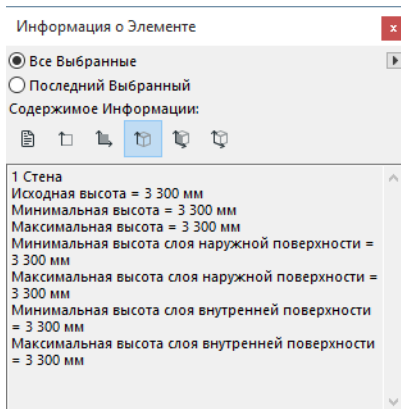 Информация о Элементе
x
Все Выбранные
Последний Выбранный
Содержимое Информации:
1 Стена
Исходная высота = 3 300 мм
Минимальная высота = 3 300 мм
Максимальная высота = 3 300 мм
Минимальная высота слоя наружной поверхности =
3 300 мм
Максимальная высота слоя наружной поверхности =
3 300 мм
Минимальная высота слоя внутренней поверхности
= 3 300 мм
Максимальная высота слоя внутренней поверхности
= 3 300 мм